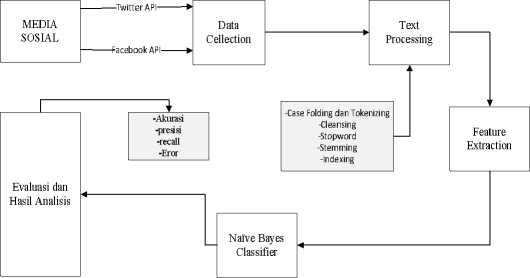 MEDIA
SOSIAL
Twitter API
Facebook API
Data
Cellection
Text
Processing
-Case Folding dan Tokenizing
-Cleansing
-Stopword
-Stemming
-Indexing
Feature
Extraction
Naïve Bayes
Classifier
Evaluasi dan
Hasil Analisis
-Akurasi
-presisi
-recall
-Eror